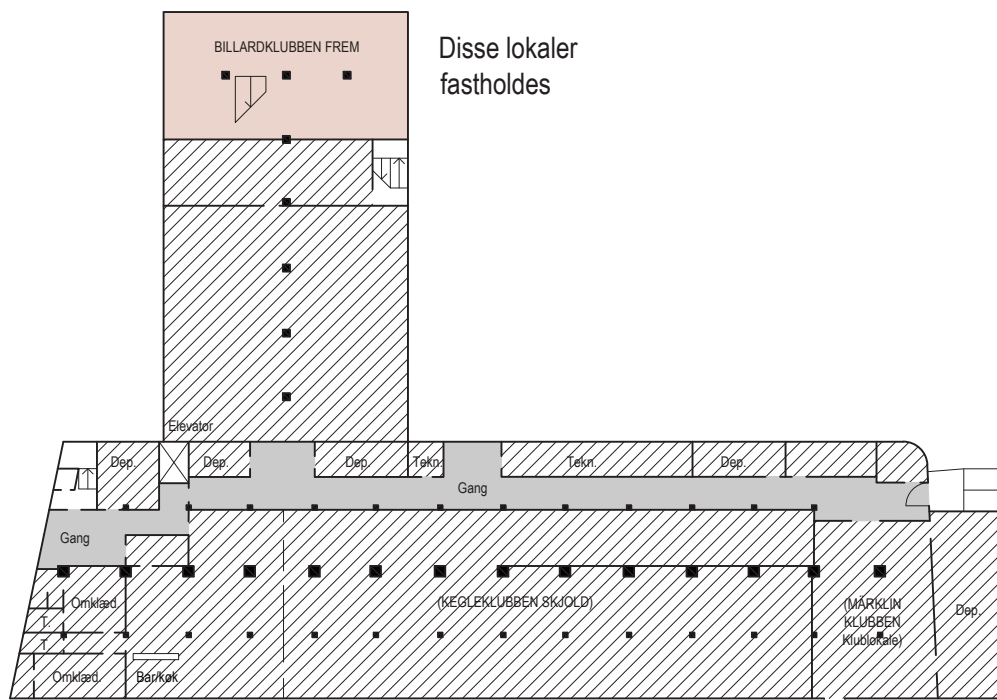 BILLARDKLUBBEN FREM
Disse lokaler
fastholdes
Elevator
Dep.
Dep.
Dep.
Tekn.
Tekn.
Dep.
Gang
Gang
Omklæd.
(KEGLEKLUBBEN SKJOLD)
(MÄRKLIN
KLUBBEN
Klublokale)
Dep.
T.
T
Omklæd.
Bar/køk